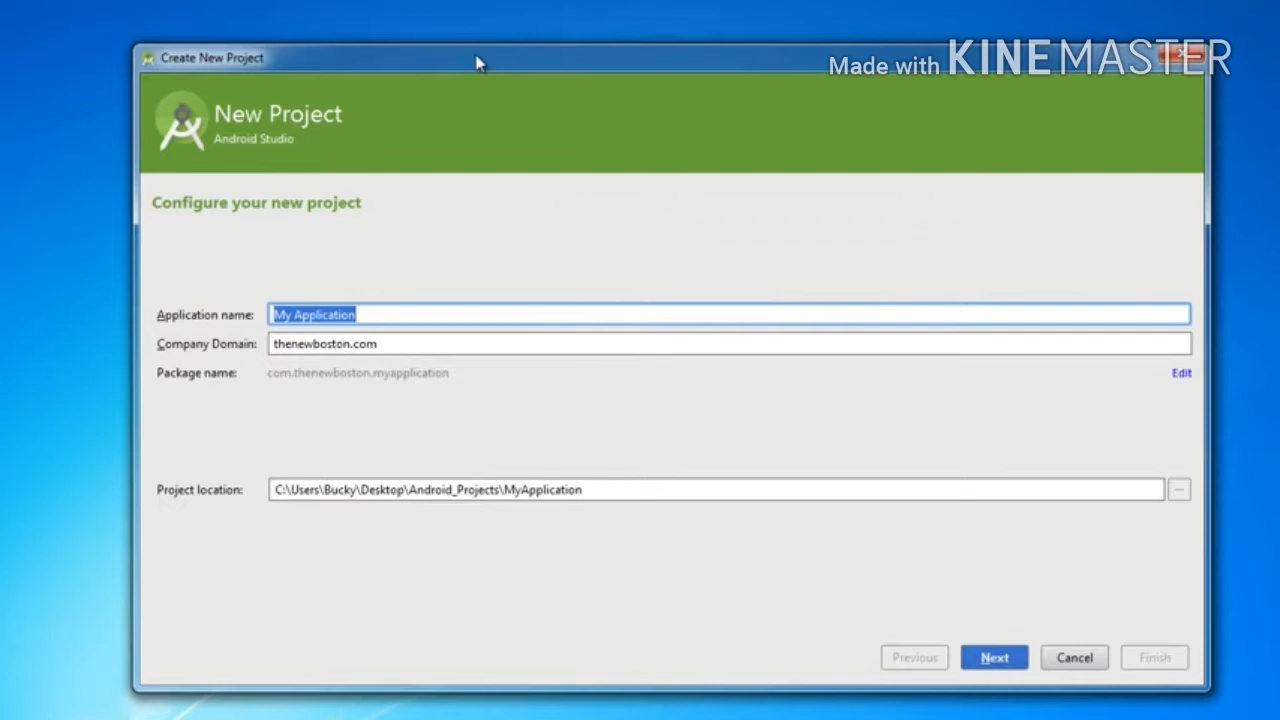 Create New Project
Made with KINEMASTER
New Project
Android Studio
Configure your new project
Application name: My Application
Company Domain: thenewboston.com
Package name: com.thenewboston.myapplication Edit
Project location: C:\Users\Bucky\Desktop\Android_Projects\MyApplication ...
Previous Next Cancel Finish